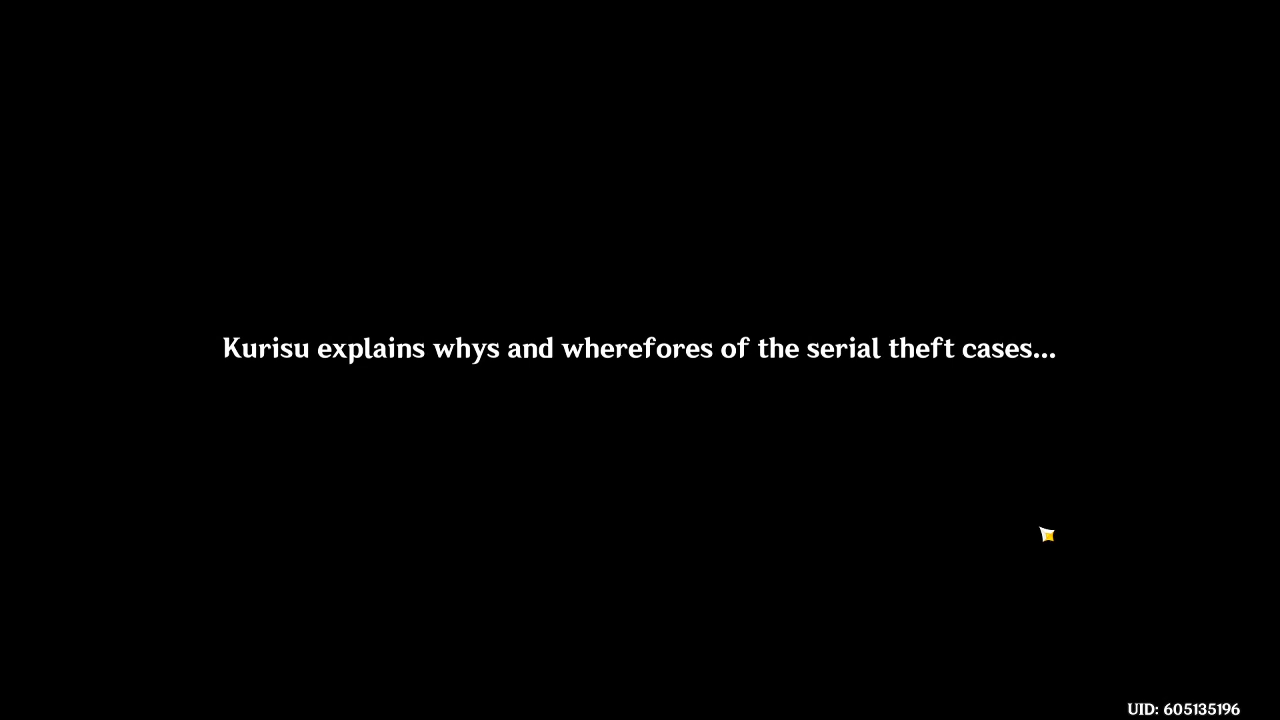 Kurisu explains whys and wherefores of the serial theft cases...
UID: 605135196